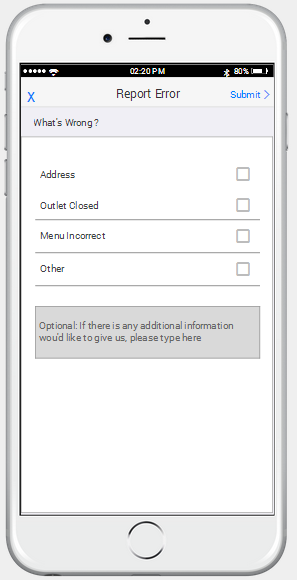 02:20 PM 80%
X Report Error Submit >
What's Wrong?
Address
Outlet Closed
Menu Incorrect
Other
Optional: If there is any additional information
wou'd like to give us, please type here